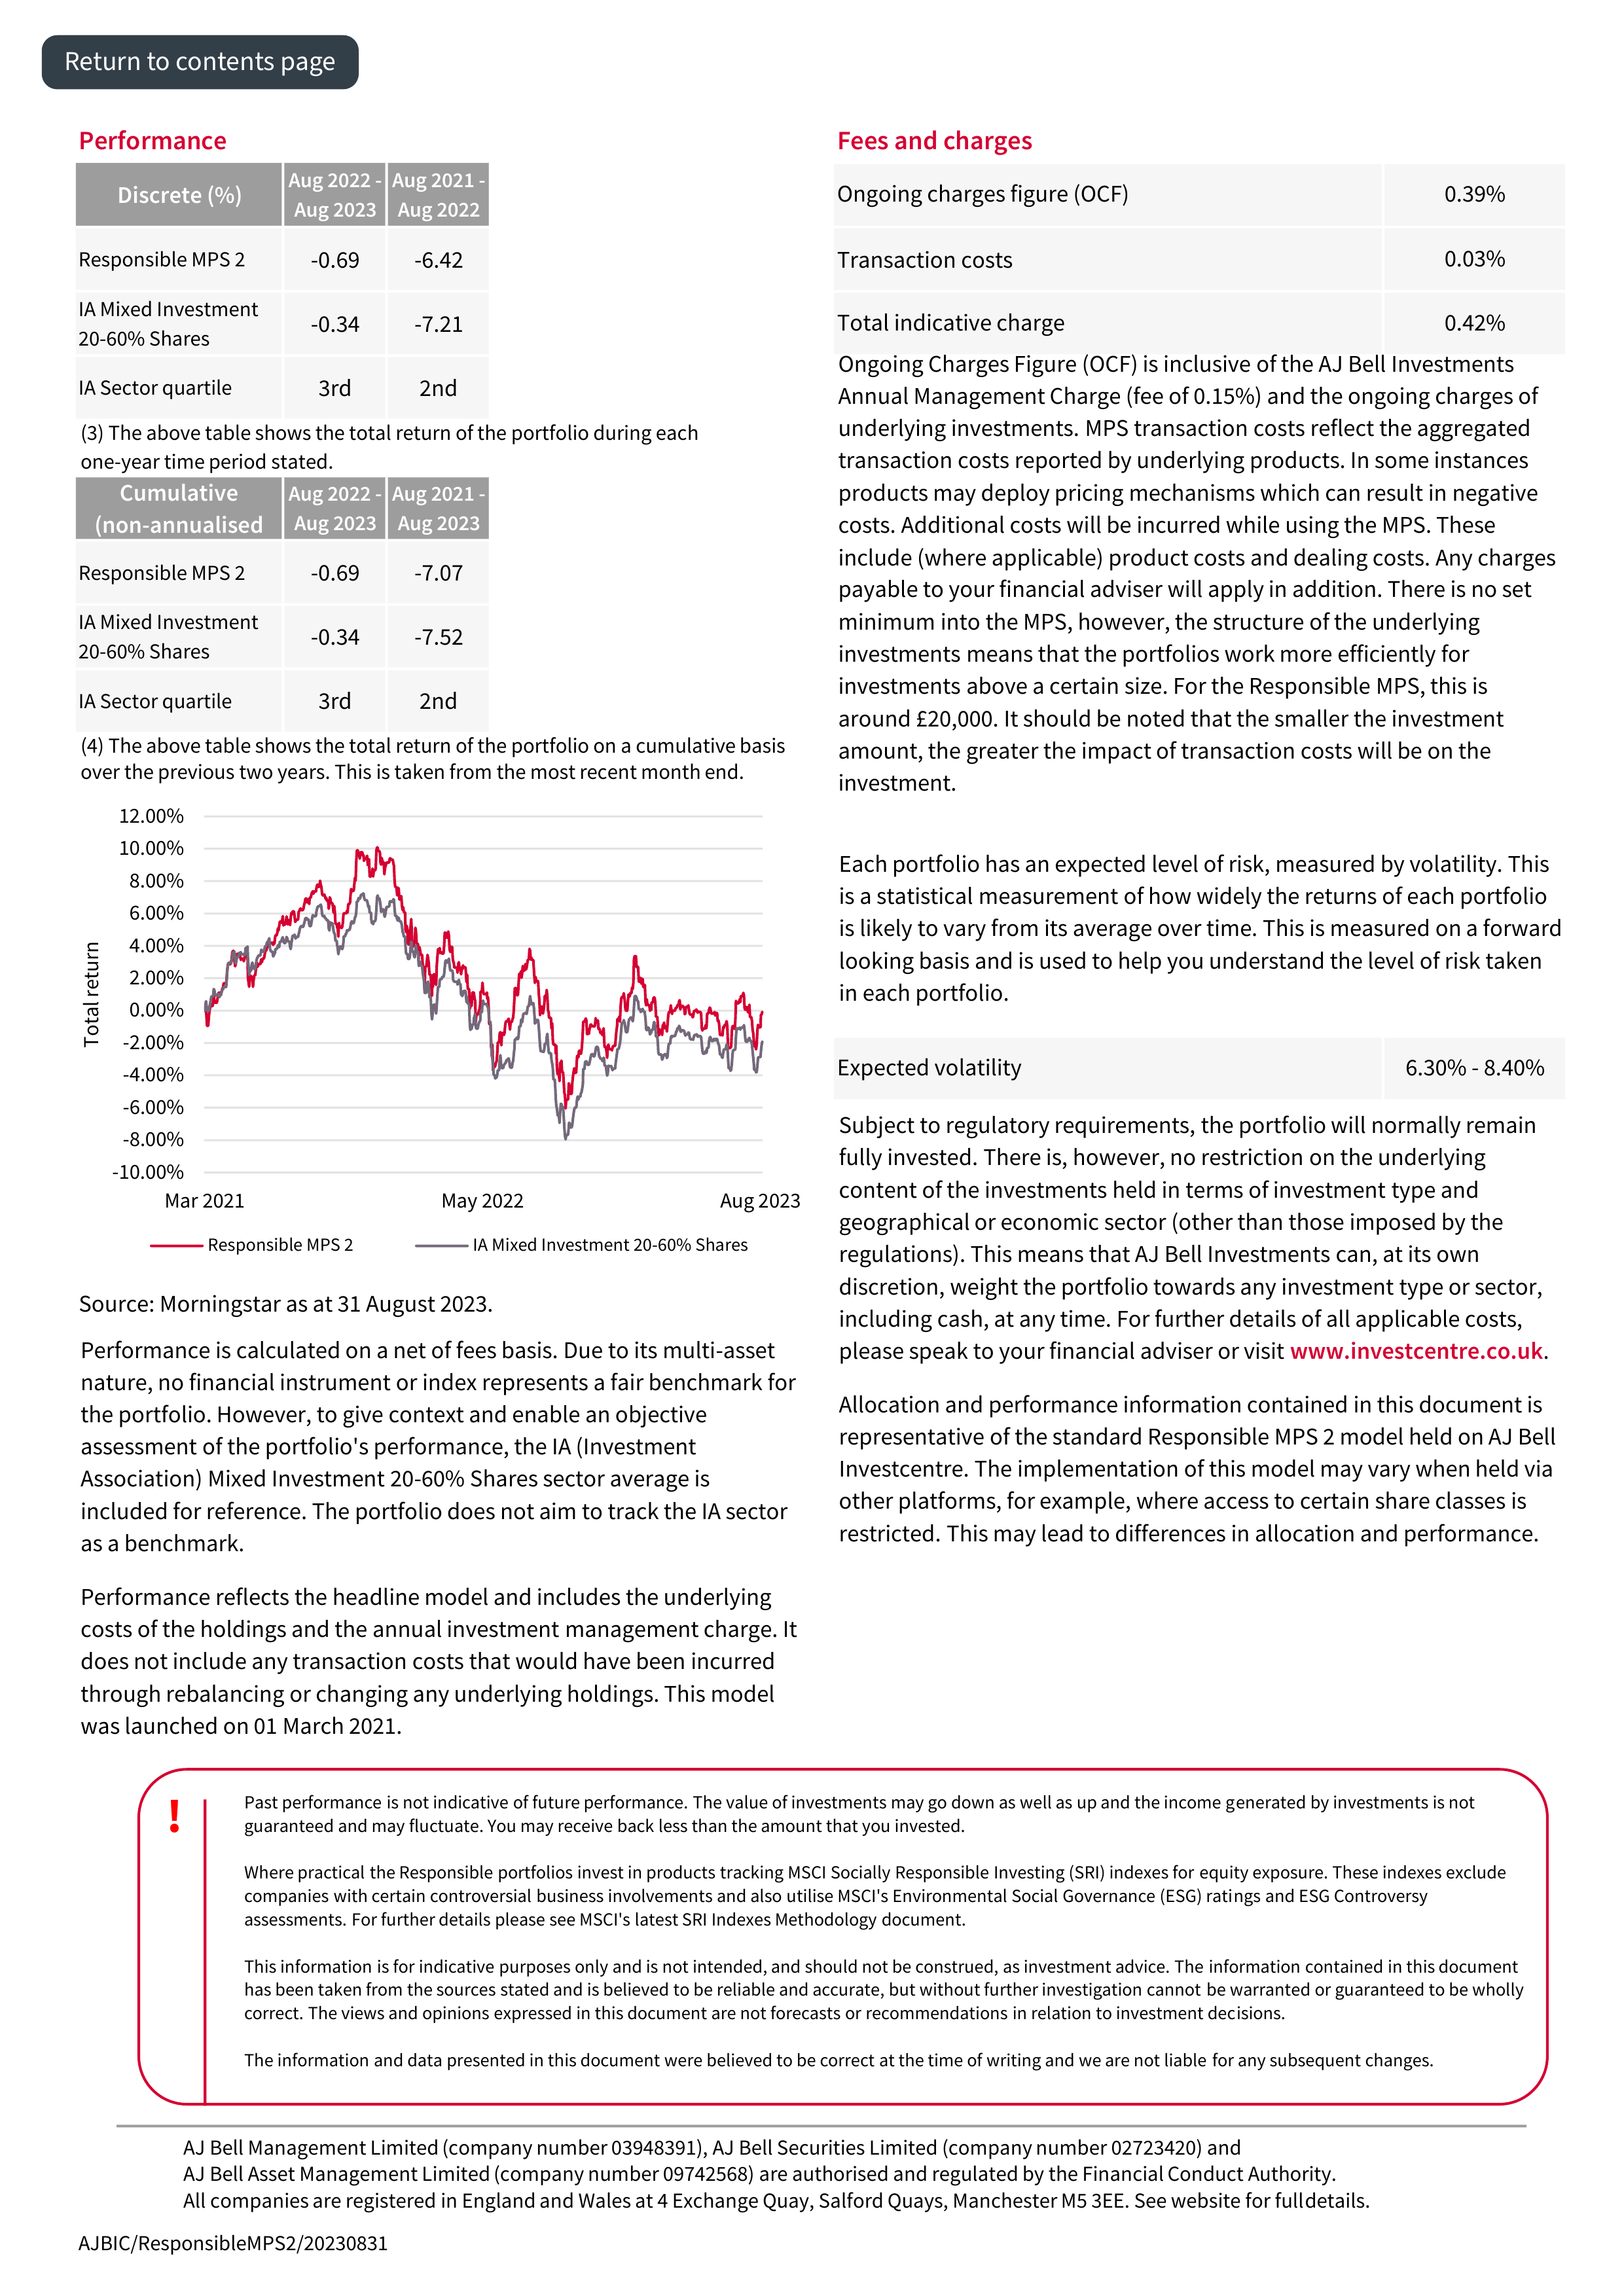 Return to contents page
Performance
Discrete (%)
Aug 2022 -
Aug 2023
Aug 2021 -
Aug 2022
Responsible MPS 2
-0.69
-6.42
IA Mixed Investment
20-60% Shares
-0.34
-7.21
IA Sector quartile
3rd
2nd
(3) The above table shows the total return of the portfolio during each
one-year time period stated.
Cumulative
(non-annualised
Aug 2022 -
Aug 2023
Aug 2021 -
Aug 2023
Responsible MPS 2
-0.69
-7.07
IA Mixed Investment
20-60% Shares
-0.34
-7.52
IA Sector quartile
3rd
2nd
(4) The above table shows the total return of the portfolio on a cumulative basis
over the previous two years. This is taken from the most recent month end.
Total return
12.00%
10.00%
8.00%
6.00%
4.00%
2.00%
0.00%
-2.00%
-4.00%
-6.00%
-8.00%
-10.00%
Mar 2021
May 2022
Aug 2023
Responsible MPS 2
IA Mixed Investment 20-60% Shares
Source: Morningstar as at 31 August 2023.
Performance is calculated on a net of fees basis. Due to its multi-asset
nature, no financial instrument or index represents a fair benchmark for
the portfolio. However, to give context and enable an objective
assessment of the portfolio's performance, the IA (Investment
Association) Mixed Investment 20-60% Shares sector average is
included for reference. The portfolio does not aim to track the IA sector
as a benchmark.
Performance reflects the headline model and includes the underlying
costs of the holdings and the annual investment management charge. It
does not include any transaction costs that would have been incurred
through rebalancing or changing any underlying holdings. This model
was launched on 01 March 2021.
Fees and charges
Ongoing charges figure (OCF)
0.39%
Transaction costs
0.03%
Total indicative charge
0.42%
Ongoing Charges Figure (OCF) is inclusive of the AJ Bell Investments
Annual Management Charge (fee of 0.15%) and the ongoing charges of
underlying investments. MPS transaction costs reflect the aggregated
transaction costs reported by underlying products. In some instances
products may deploy pricing mechanisms which can result in negative
costs. Additional costs will be incurred while using the MPS. These
include (where applicable) product costs and dealing costs. Any charges
payable to your financial adviser will apply in addition. There is no set
minimum into the MPS, however, the structure of the underlying
investments means that the portfolios work more efficiently for
investments above a certain size. For the Responsible MPS, this is
around £20,000. It should be noted that the smaller the investment
amount, the greater the impact of transaction costs will be on the
investment.
Each portfolio has an expected level of risk, measured by volatility. This
is a statistical measurement of how widely the returns of each portfolio
is likely to vary from its average over time. This is measured on a forward
looking basis and is used to help you understand the level of risk taken
in each portfolio.
Expected volatility
6.30% - 8.40%
Subject to regulatory requirements, the portfolio will normally remain
fully invested. There is, however, no restriction on the underlying
content of the investments held in terms of investment type and
geographical or economic sector (other than those imposed by the
regulations). This means that AJ Bell Investments can, at its own
discretion, weight the portfolio towards any investment type or sector,
including cash, at any time. For further details of all applicable costs,
please speak to your financial adviser or visit www.investcentre.co.uk.
Allocation and performance information contained in this document is
representative of the standard Responsible MPS 2 model held on AJ Bell
Investcentre. The implementation of this model may vary when held via
other platforms, for example, where access to certain share classes is
restricted. This may lead to differences in allocation and performance.
!
Past performance is not indicative of future performance. The value of investments may go down as well as up and the income generated by investments is not
guaranteed and may fluctuate. You may receive back less than the amount that you invested.
Where practical the Responsible portfolios invest in products tracking MSCI Socially Responsible Investing (SRI) indexes for equity exposure. These indexes exclude
companies with certain controversial business involvements and also utilise MSCI's Environmental Social Governance (ESG) ratings and ESG Controversy
assessments. For further details please see MSCI's latest SRI Indexes Methodology document.
This information is for indicative purposes only and is not intended, and should not be construed, as investment advice. The information contained in this document
has been taken from the sources stated and is believed to be reliable and accurate, but without further investigation cannot be warranted or guaranteed to be wholly
correct. The views and opinions expressed in this document are not forecasts or recommendations in relation to investment decisions.
The information and data presented in this document were believed to be correct at the time of writing and we are not liable for any subsequent changes.
AJ Bell Management Limited (company number 03948391), AJ Bell Securities Limited (company number 02723420) and
AJ Bell Asset Management Limited (company number 09742568) are authorised and regulated by the Financial Conduct Authority.
All companies are registered in England and Wales at 4 Exchange Quay, Salford Quays, Manchester M5 3EE. See website for full details.
AJBIC/ResponsibleMPS2/20230831